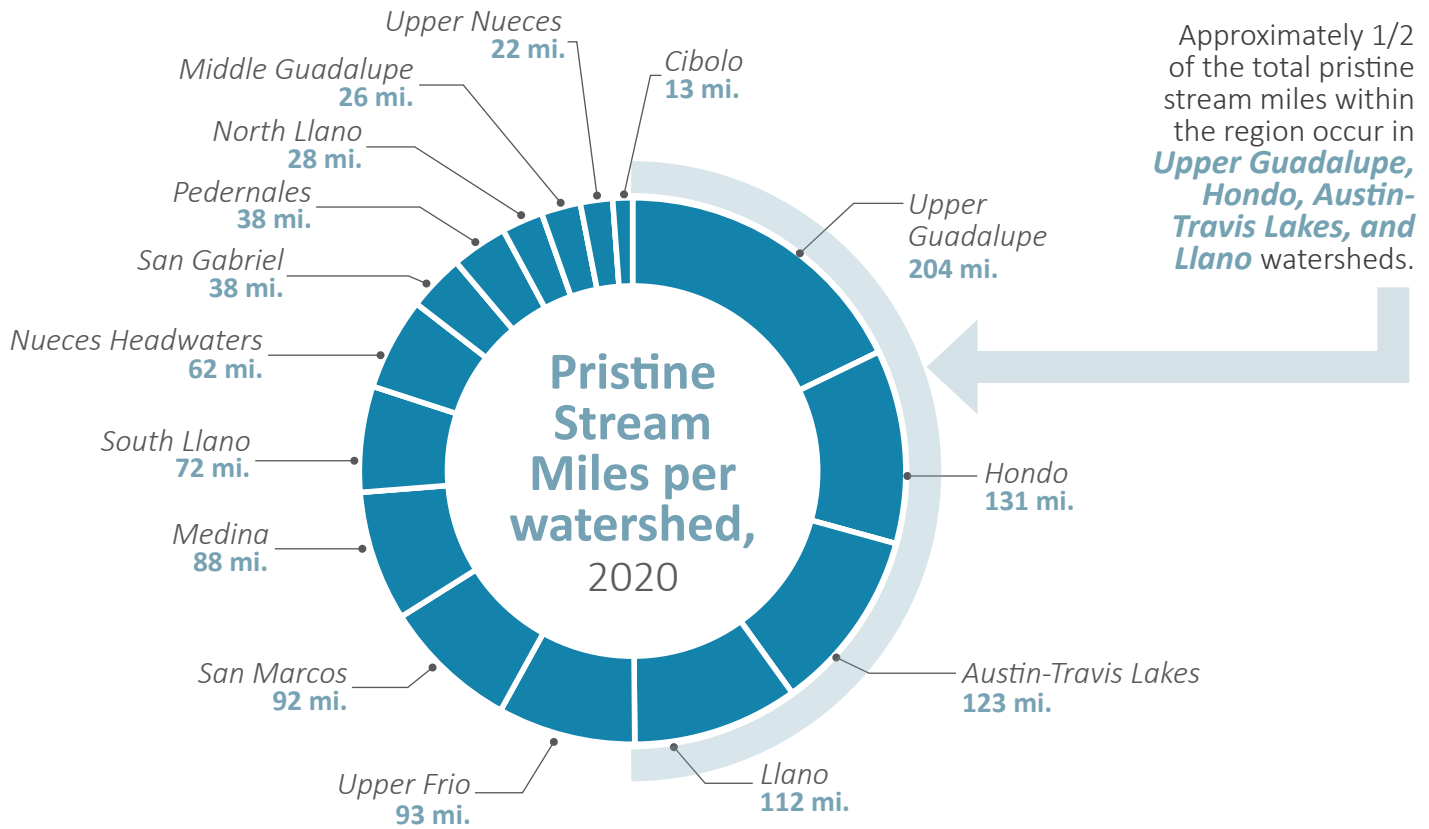 Pristine
Stream
Miles per
watershed,
2020
Approximately 1/2
of the total pristine
stream miles within
the region occur in
Upper Guadalupe,
Hondo, Austin-
Travis Lakes, and
Llano watersheds.
Upper
Guadalupe
204 mi.
Hondo
131 mi.
Austin-Travis Lakes
123 mi.
Llano
112 mi.
Upper Frio
93 mi.
San Marcos
92 mi.
Medina
88 mi.
South Llano
72 mi.
Nueces Headwaters
62 mi.
San Gabriel
38 mi.
Pedernales
38 mi.
North Llano
28 mi.
Middle Guadalupe
26 mi.
Upper Nueces
22 mi.
Cibolo
13 mi.